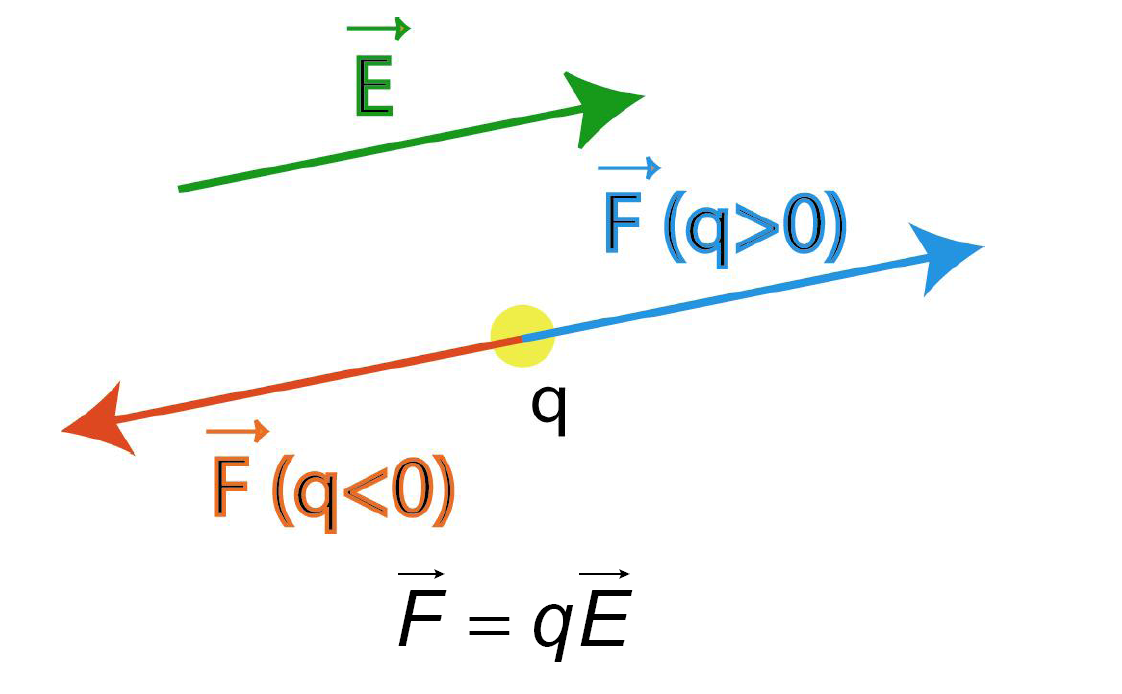 E⃗
F⃗ (q>0)
q
F⃗ (q<0)
F⃗ = qE⃗